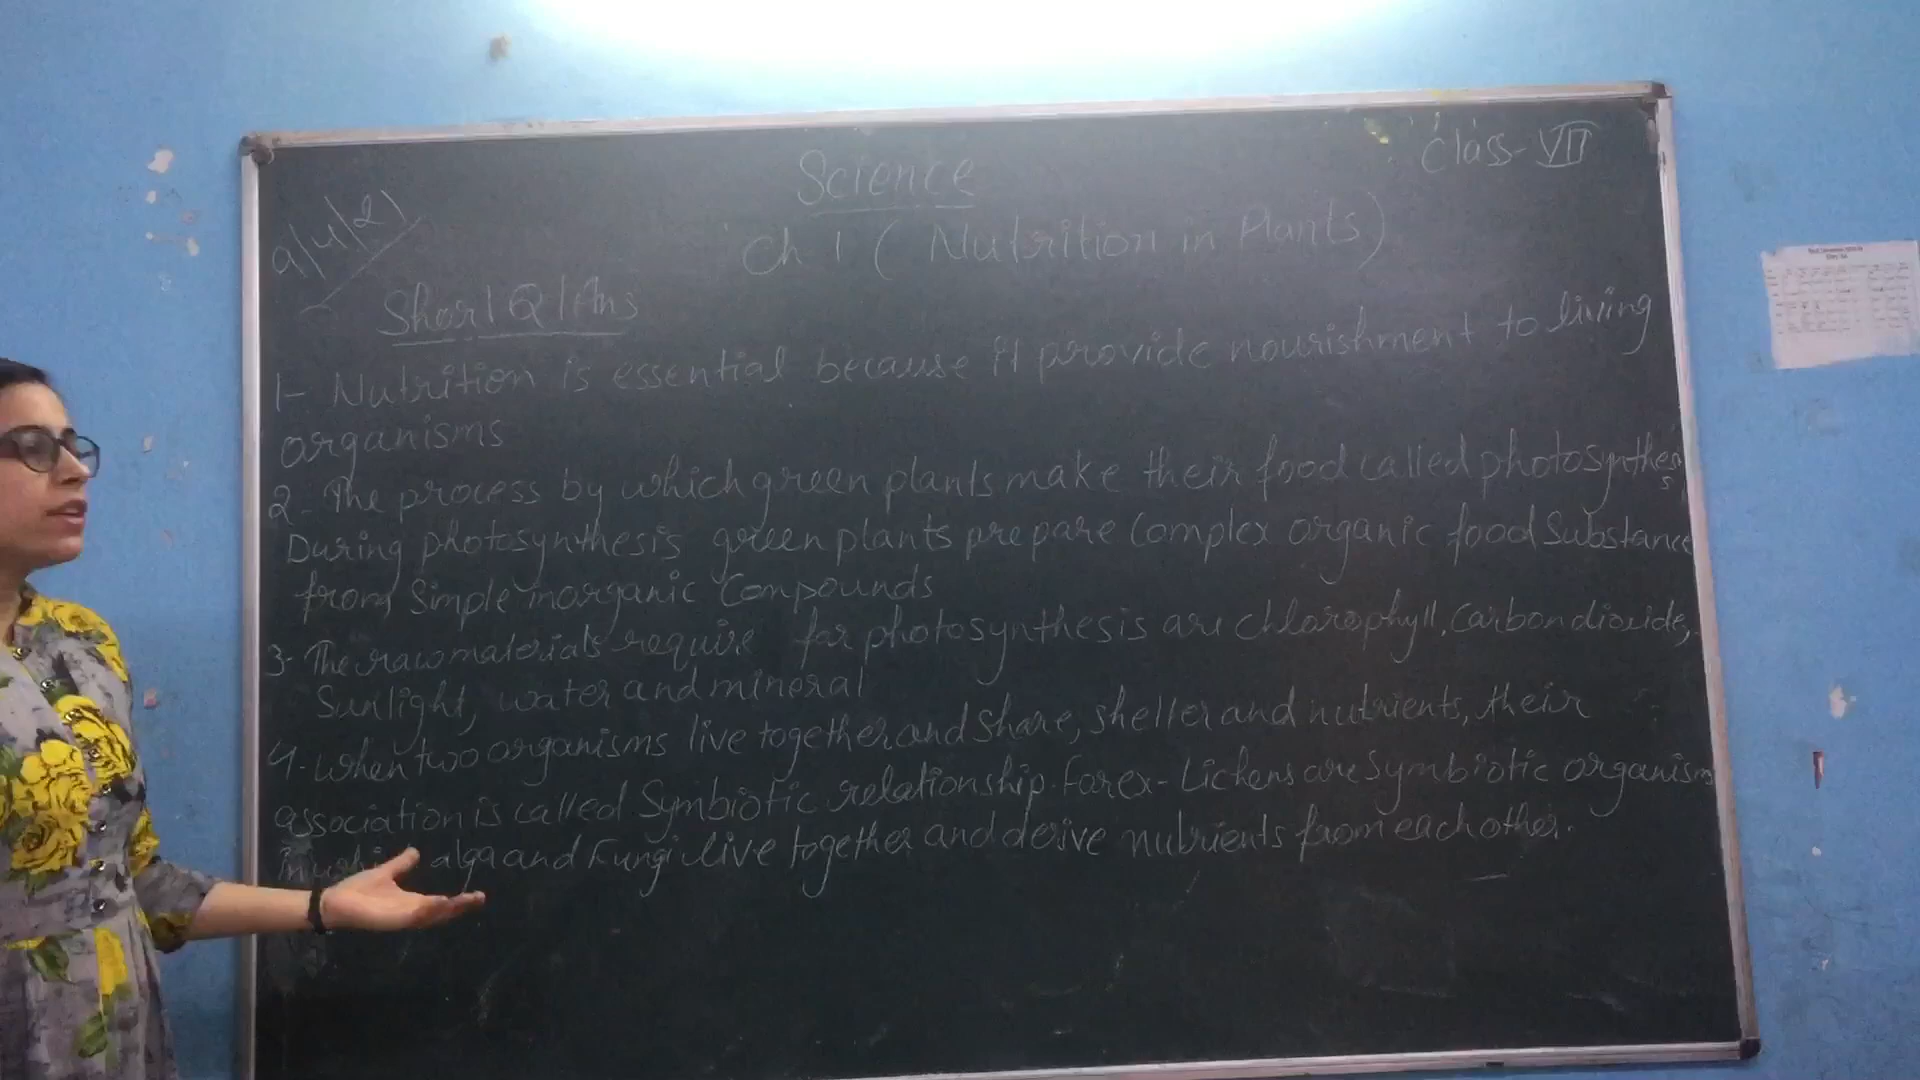 Science
Class- VII
9/4/21
Ch 1 ( Nutrition in Plants)
Short Q/Ans
1- Nutrition is essential because it provide nourishment to living
organisms
2- The process by which green plants make their food called photosynthesis
During photosynthesis green plants prepare Complex organic food Substance
from Simple inorganic Compounds
3- The raw materials require for photosynthesis are chlorophyll, Carbondioxide,
Sunlight, water and mineral
4- When two organisms live together and Share, shelter and nutrients, their
association is called Symbiotic relationship. For ex- Lichens are Symbiotic organism
in alga and Fungi live together and derive nutrients from each other.